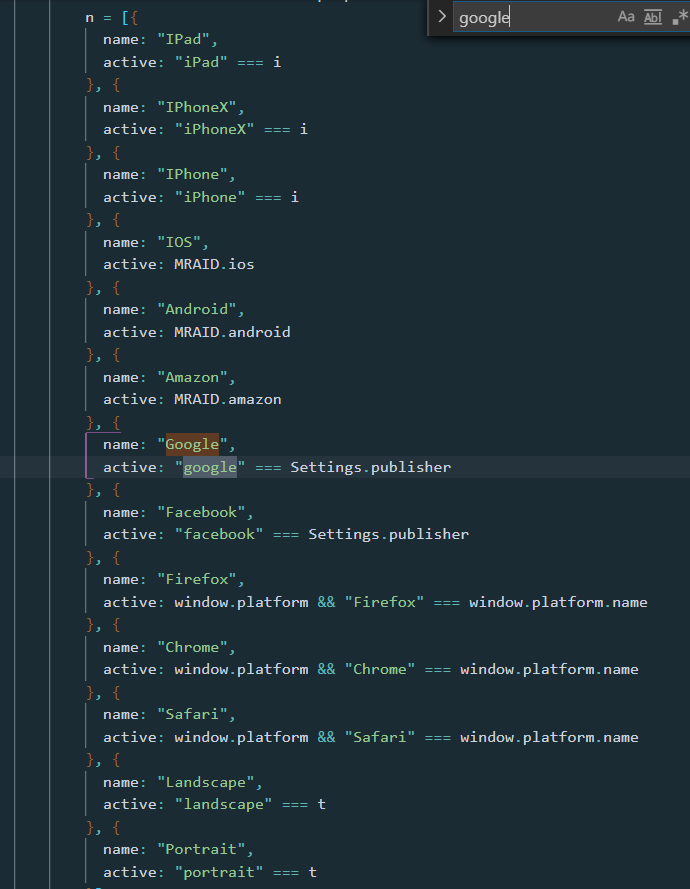 n = [{
google
Aa Abl .*
name: "IPad",
active: "iPad" === i
}, {
name: "IPhoneX",
active: "iPhoneX" === i
}, {
name: "IPhone",
active: "iPhone" === i
}, {
name: "IOS",
active: MRAID.ios
}, {
name: "Android",
active: MRAID.android
}, {
name: "Amazon",
active: MRAID.amazon
}, {
name: "Google",
active: "google" === Settings.publisher
}, {
name: "Facebook",
active: "facebook" === Settings.publisher
}, {
name: "Firefox",
active: window.platform && "Firefox" === window.platform.name
}, {
name: "Chrome",
active: window.platform && "Chrome" === window.platform.name
}, {
name: "Safari",
active: window.platform && "Safari" === window.platform.name
}, {
name: "Landscape",
active: "landscape" === t
}, {
name: "Portrait",
active: "portrait" === t